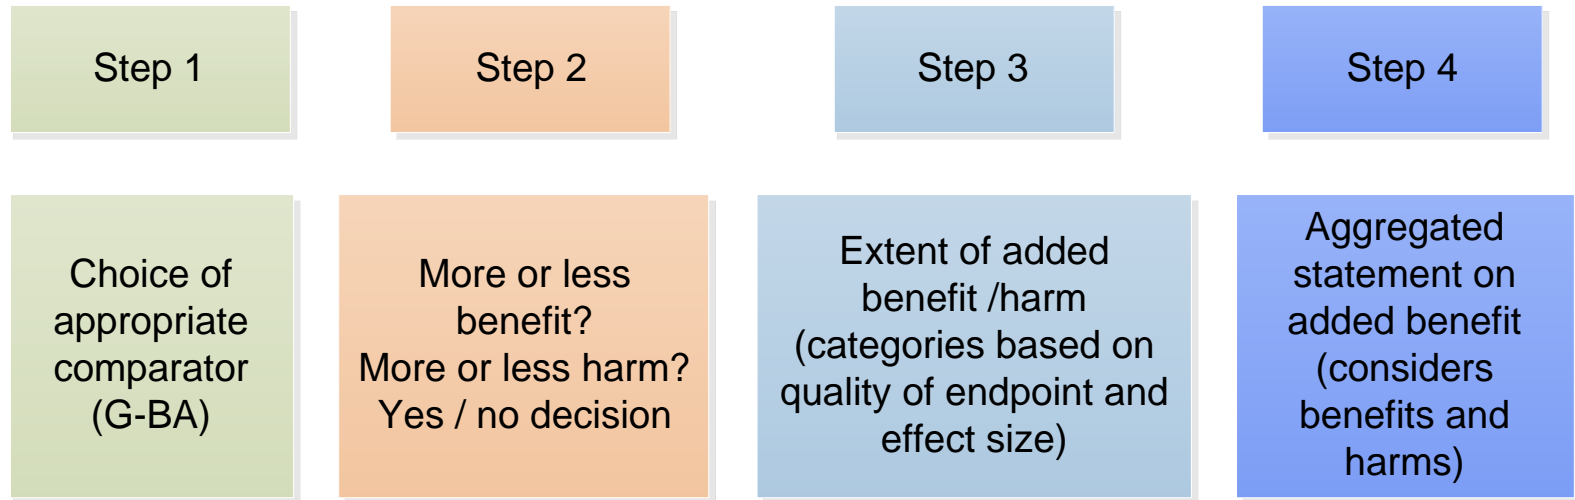 Step 1
Step 2
Step 3
Step 4
Choice of
appropriate
comparator
(G-BA)
More or less
benefit?
More or less harm?
Yes / no decision
Extent of added
benefit /harm
(categories based on
quality of endpoint and
effect size)
Aggregated
statement on
added benefit
(considers
benefits and
harms)